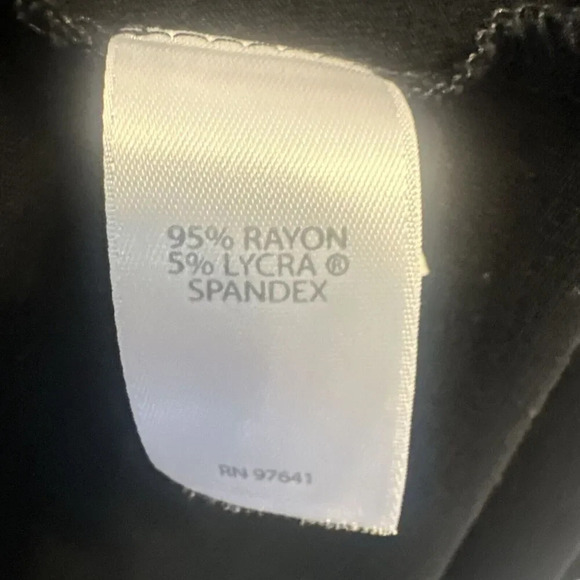 95% RAYON
5% LYCRA ®
SPANDEX
RN 97641